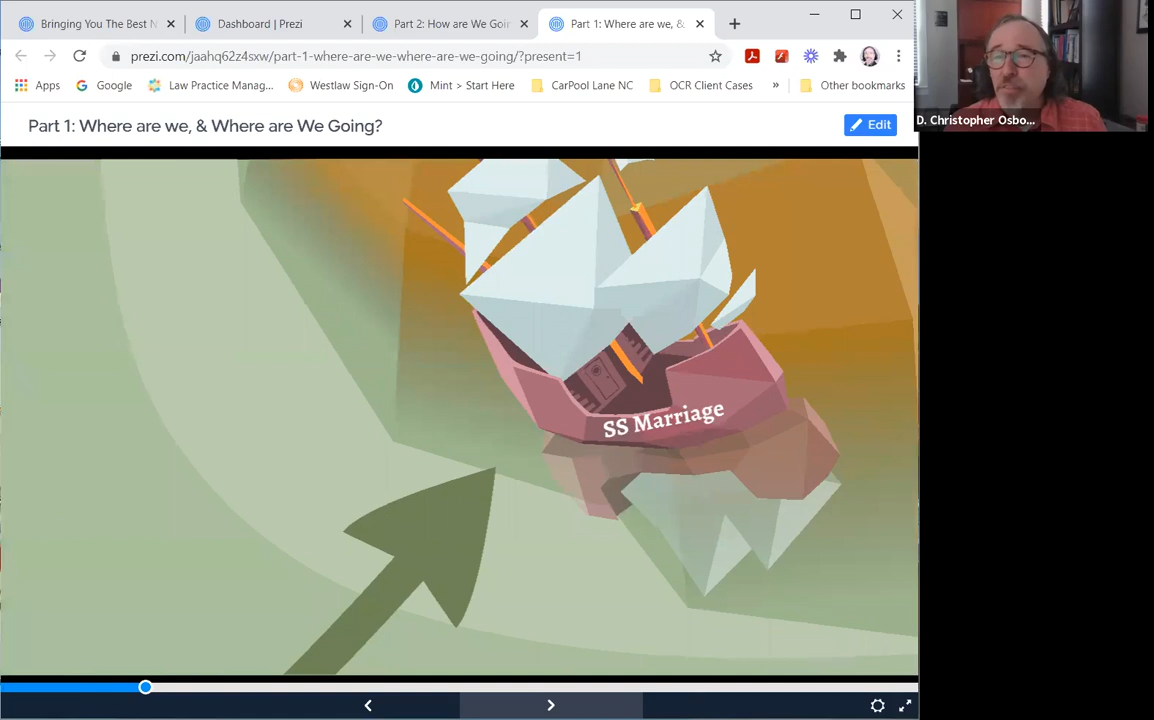 Bringing You The Best N
Dashboard | Prezi
Part 2: How are We Goin
Part 1: Where are we, &
prezi.com/jaahq62z4sxw/part-1-where-are-we-where-are-we-going/?present=1
Apps
Google
Law Practice Manag...
Westlaw Sign-On
Mint > Start Here
CarPool Lane NC
OCR Client Cases
»
Other bookmarks
D. Christopher Osbo...
Part 1: Where are we, & Where are We Going?
Edit
SS Marriage